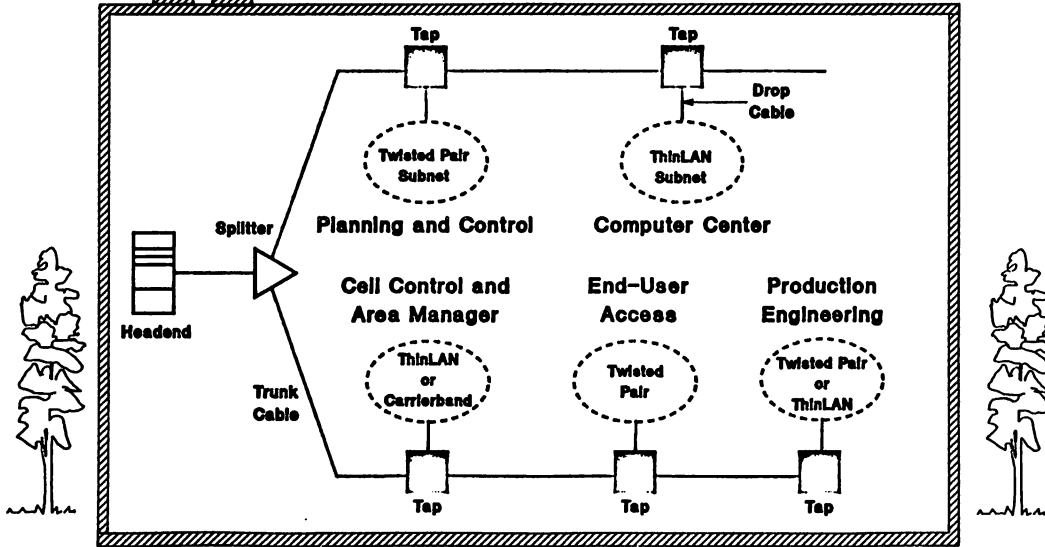 Tap
Tap
Drop
Cable
Twisted Pair
Subnet
ThinLAN
Subnet
Splitter
Planning and Control
Computer Center
Headend
Cell Control and
Area Manager
End-User
Access
Production
Engineering
Trunk
Cable
ThinLAN
or
Carrierband
Twisted
Pair
Twisted Pair
or
ThinLAN
Tap
Tap
Tap